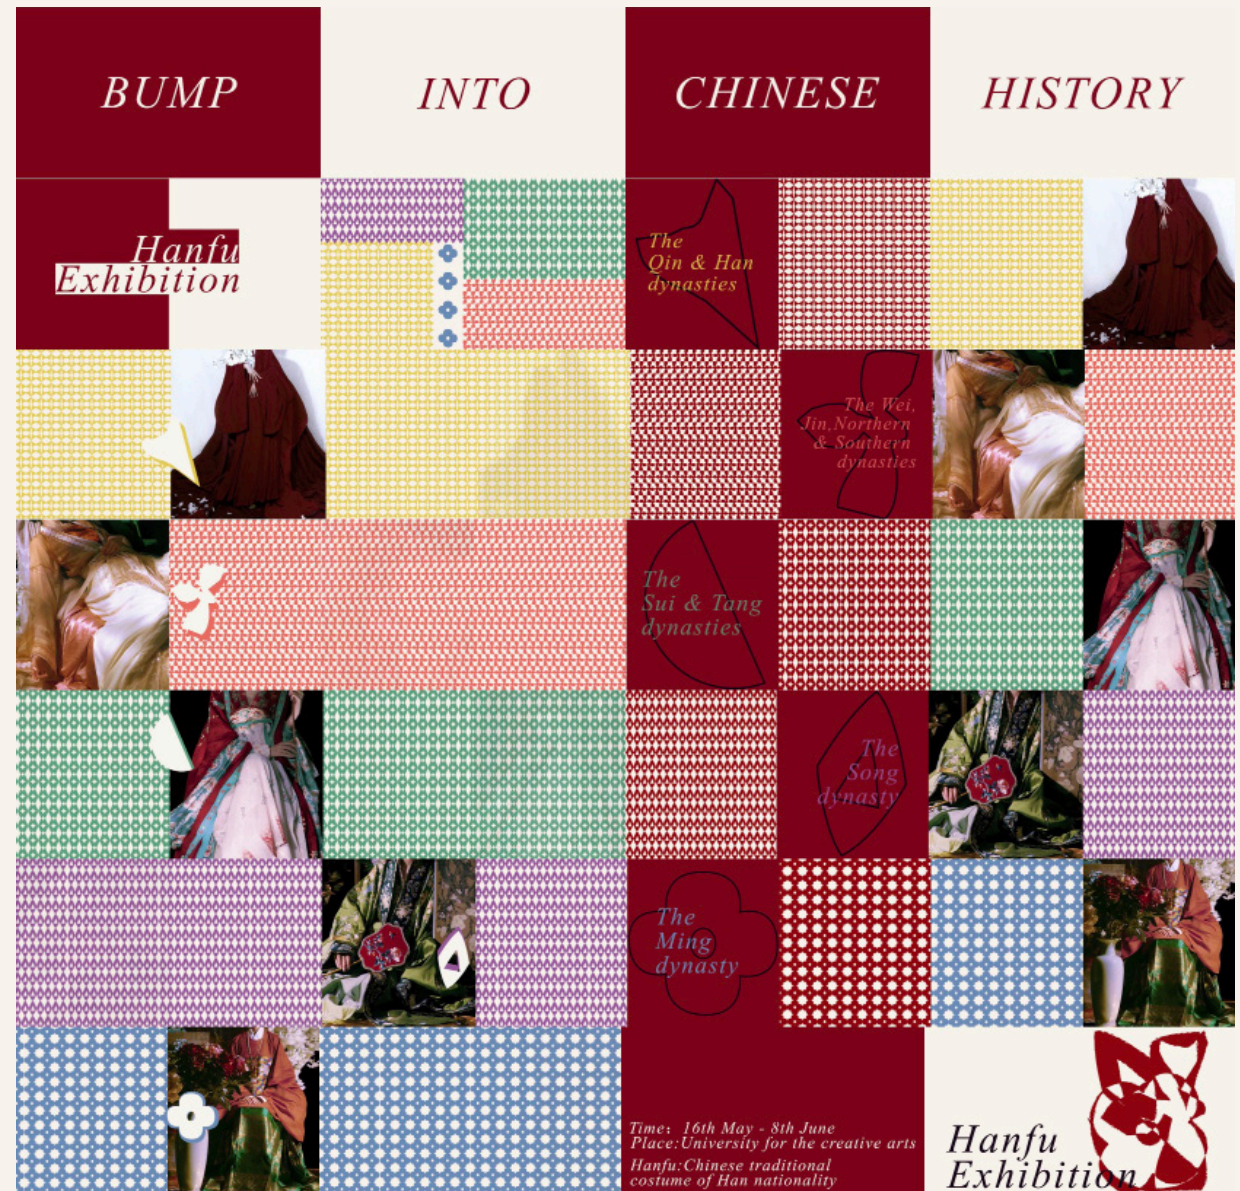 BUMP INTO CHINESE HISTORY
Hanfu
Exhibition
The
Qin & Han
dynasties
The Wei,
Jin,Northern
& Southern
dynasties
The
Sui & Tang
dynasties
The
Song
dynasty
The
Ming
dynasty
Time: 16th May - 8th June
Place:University for the creative arts
Hanfu:Chinese traditional
costume of Han nationality
Hanfu
Exhibition